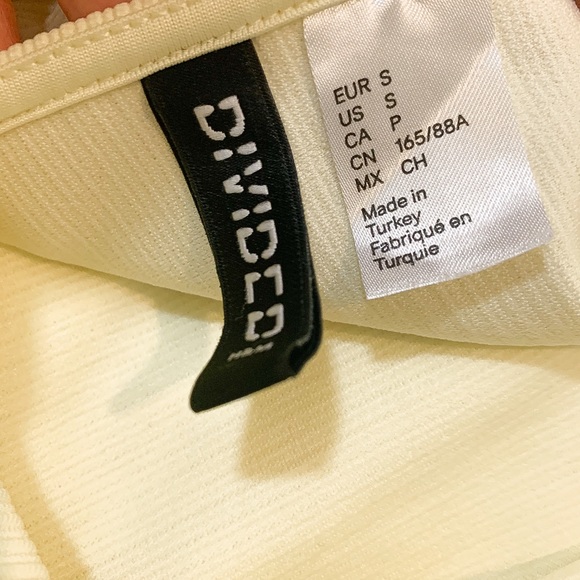 DIVIDED
H&M
EUR S
US S
CA P
CN 165/88A
MX CH
Made in
Turkey
Fabriqué en
Turquie